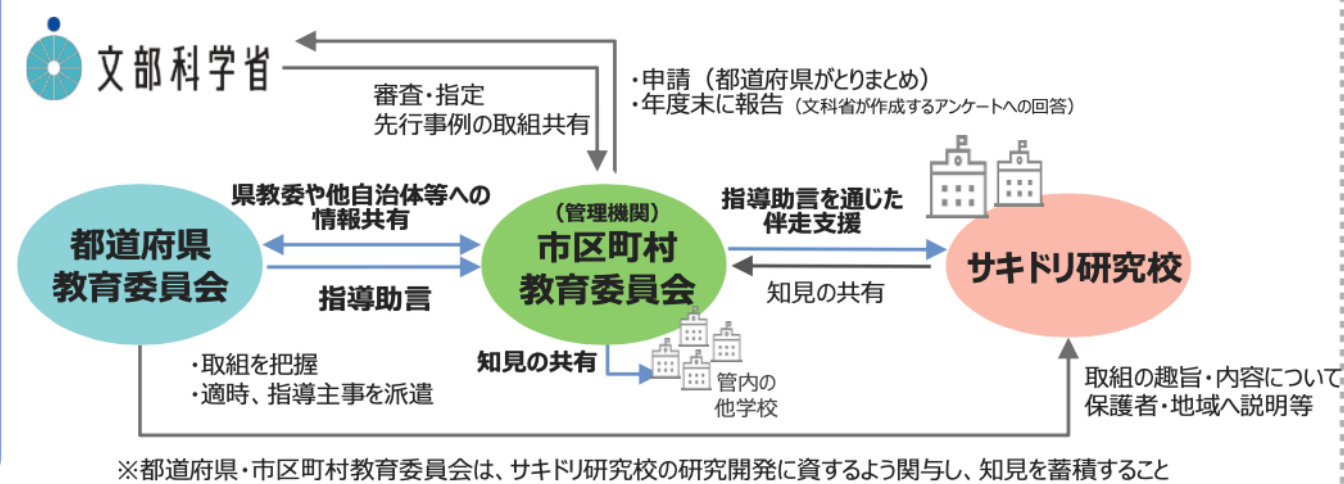 文部科学省
審査・指定
先行事例の取組共有
・申請（都道府県がとりまとめ）
・年度末に報告（文科省が作成するアンケートへの回答）
都道府県
教育委員会
県教委や他自治体等への
情報共有
指導助言
（管理機関）
市区町村
教育委員会
指導助言を通じた
伴走支援
知見の共有
サキドリ研究校
・取組を把握
・適時、指導主事を派遣
知見の共有
管内の
他学校
取組の趣旨・内容について
保護者・地域へ説明等
※都道府県・市区町村教育委員会は、サキドリ研究校の研究開発に資するよう関与し、知見を蓄積すること